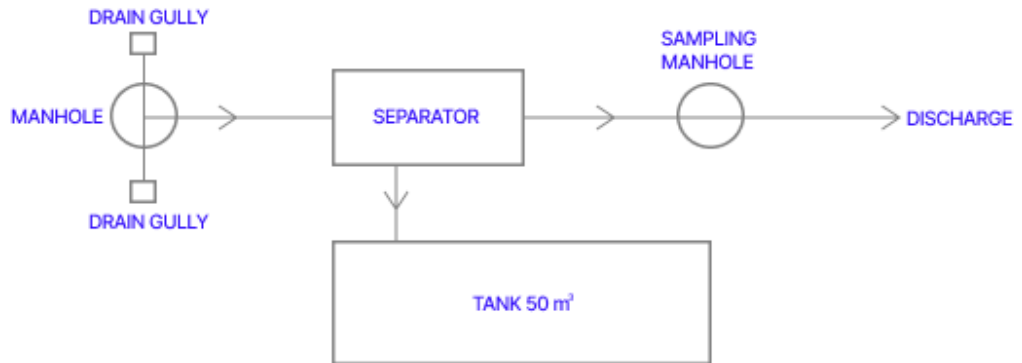 DRAIN GULLY
SAMPLING
MANHOLE
MANHOLE
SEPARATOR
DISCHARGE
DRAIN GULLY
TANK 50 m³